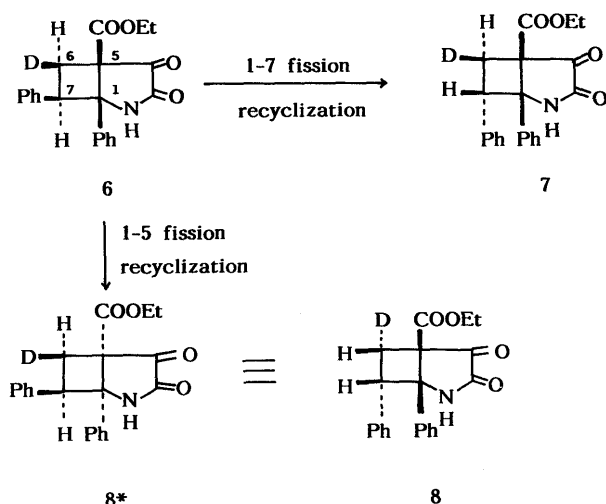 COOEt
H
D 6 5 O
Ph 7 1 N O
H Ph H
6
1-7 fission
recyclization
COOEt
H
D O
H N O
Ph Ph H
7
1-5 fission
recyclization
COOEt
H
D O
Ph N O
H Ph H
8*
≡
D COOEt
H O
H N O
Ph Ph H
8